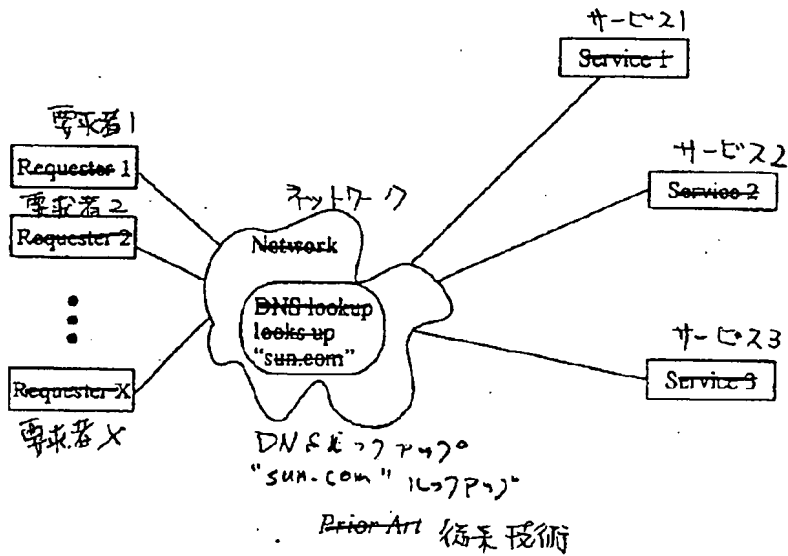 サービス1
Service 1
要求者1
Requester 1
サービス2
Service 2
要求者2
Requester 2
ネットワーク
Network
DNS lookup
looks up
"sun.com"
サービス3
Service 3
Requester X
要求者X
DNSルックアップ
"sun.com" ルックアップ
Prior Art 従来技術